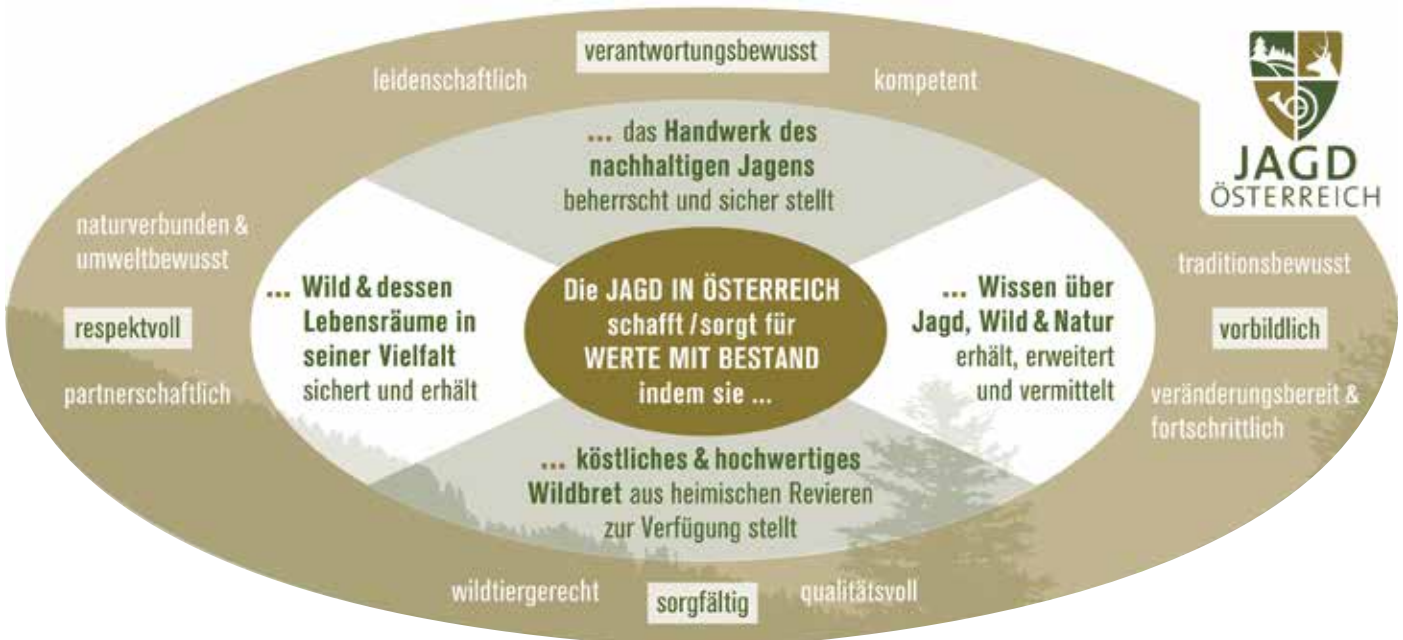 verantwortungsbewusst
leidenschaftlich
kompetent
... das Handwerk des
nachhaltigen Jagens
beherrscht und sicher stellt
JAGD
ÖSTERREICH
naturverbunden &
umweltbewusst
respektvoll
partnerschaftlich
... Wild & dessen
Lebensräume in
seiner Vielfalt
sichert und erhält
Die JAGD IN ÖSTERREICH
schafft / sorgt für
WERTE MIT BESTAND
indem sie ...
... Wissen über
Jagd, Wild & Natur
erhält, erweitert
und vermittelt
traditionsbewusst
vorbildlich
veränderungsbereit &
fortschrittlich
... köstliches & hochwertiges
Wildbret aus heimischen Revieren
zur Verfügung stellt
wildtiergerecht
sorgfältig
qualitätsvoll